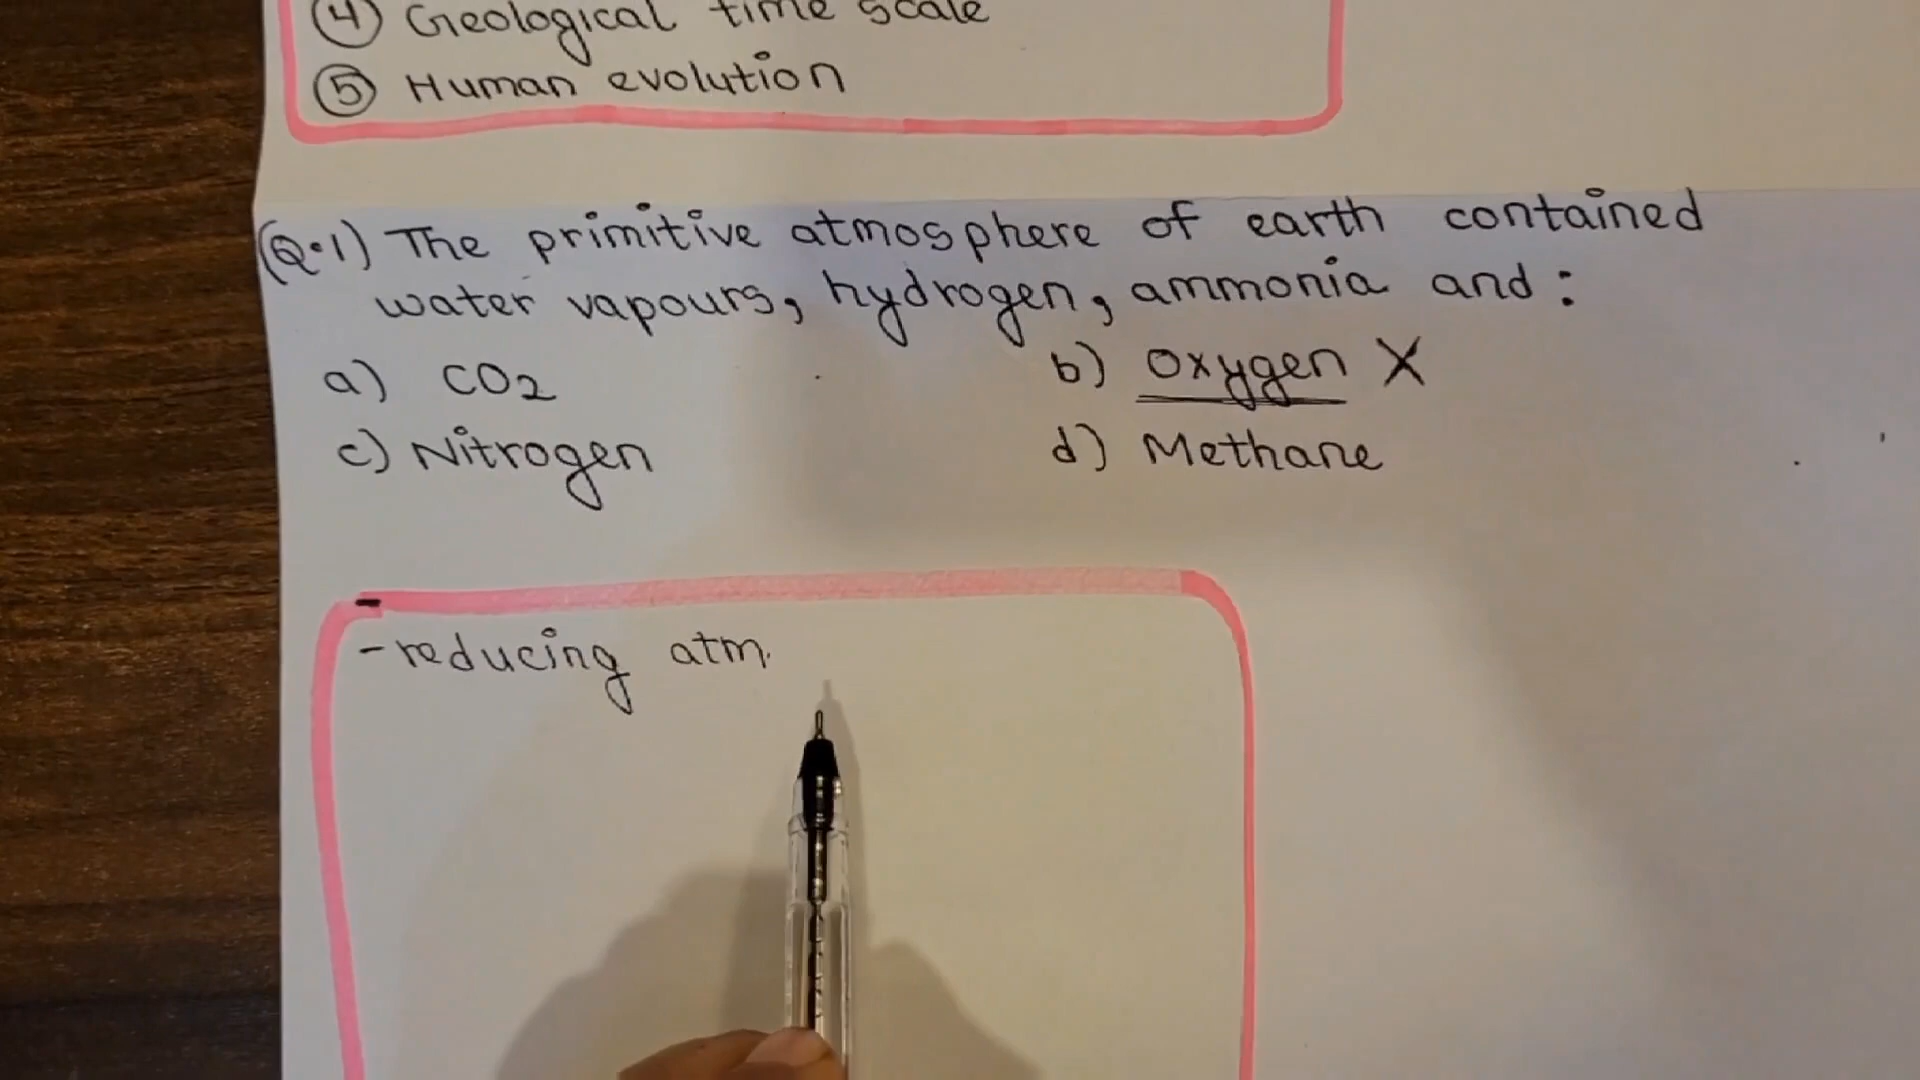 ④ Geological time scale
⑤ Human evolution
(Q.1) The primitive atmosphere of earth contained
water vapours, hydrogen, ammonia and :
a) CO2 b) Oxygen X
c) Nitrogen d) Methane
- reducing atm.